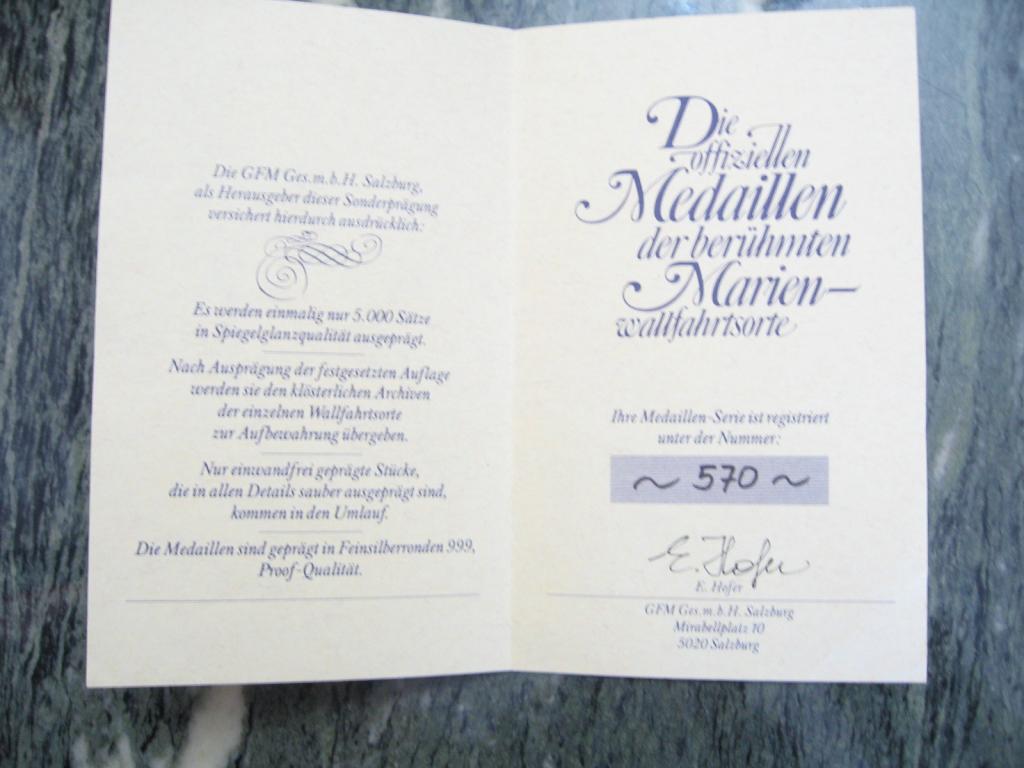 Die GFM Ges.m.b.H. Salzburg,
als Herausgeber dieser Sonderprägung
versichert hierdurch ausdrücklich:
Es werden einmalig nur 5.000 Sätze
in Spiegelglanzqualität ausgeprägt.
Nach Ausprägung der festgesetzten Auflage
werden sie den klösterlichen Archiven
der einzelnen Wallfahrtsorte
zur Aufbewahrung übergeben.
Nur einwandfrei geprägte Stücke,
die in allen Details sauber ausgeprägt sind,
kommen in den Umlauf.
Die Medaillen sind geprägt in Feinsilberronden 999,
Proof-Qualität.
Die
offiziellen
Medaillen
der berühmten
Marien-
wallfahrtsorte
Ihre Medaillen-Serie ist registriert
unter der Nummer:
~ 570 ~
E. Hofer
E. Hofer
GFM Ges.m.b.H. Salzburg
Mirabellplatz 10
5020 Salzburg